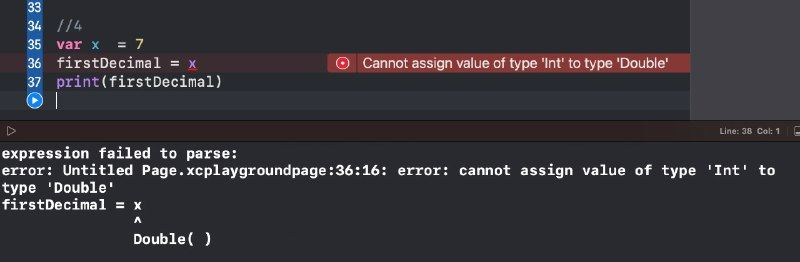 33
34 //4
35 var x  = 7
36 firstDecimal = x Cannot assign value of type 'Int' to type 'Double'
37 print(firstDecimal)
Line: 38 Col: 1
expression failed to parse:
error: Untitled Page.xcplaygroundpage:36:16: error: cannot assign value of type 'Int' to
type 'Double'
firstDecimal = x
^
Double( )